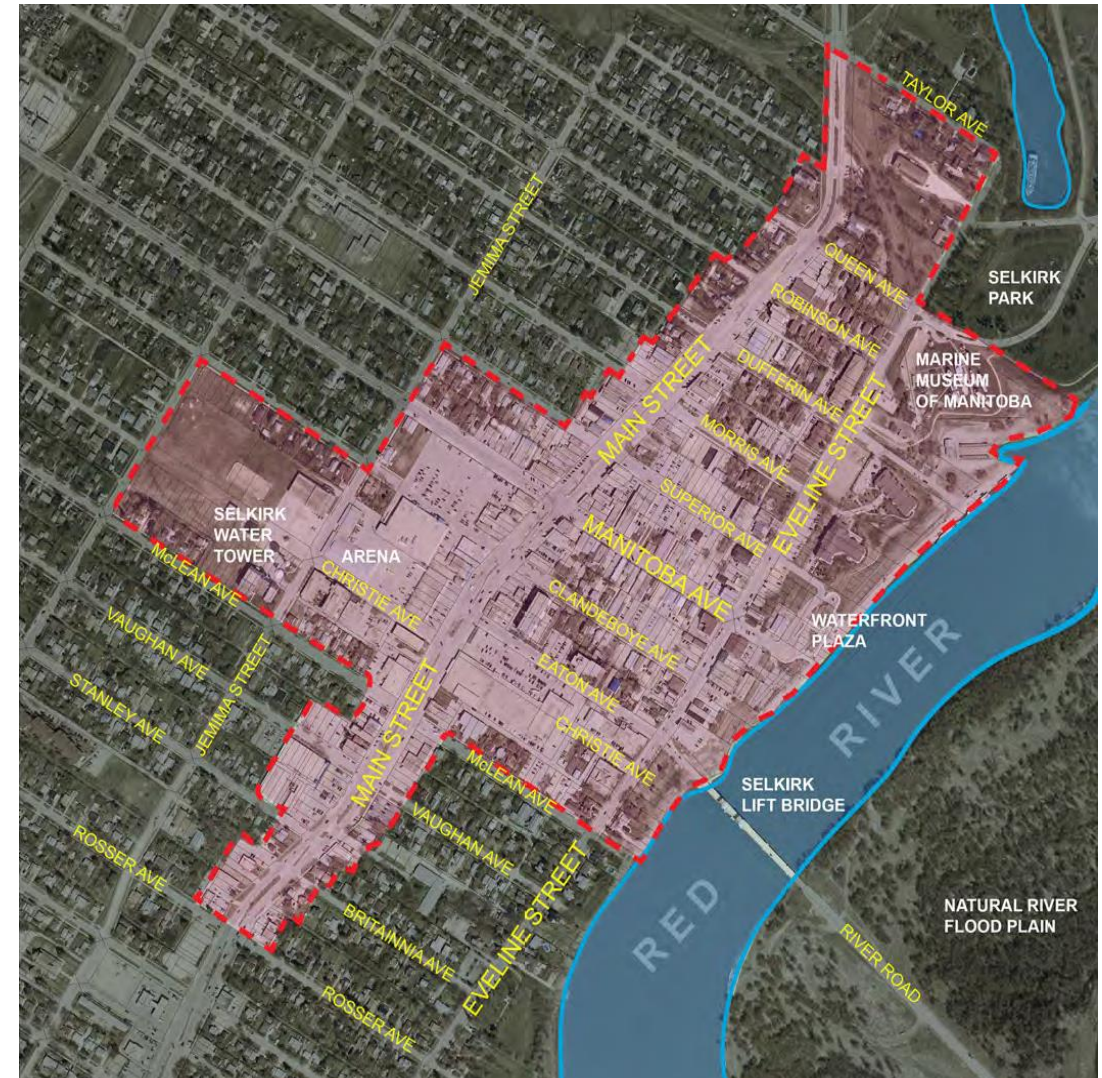 TAYLOR AVE
JEMIMA STREET
SELKIRK
PARK
QUEEN AVE
ROBINSON AVE
MARINE
MUSEUM
OF MANITOBA
DUFFERIN AVE
MAIN STREET
MORRIS AVE
EVELINE STREET
SUPERIOR AVE
MANITOBA AVE
SELKIRK
WATER
TOWER
ARENA
McLEAN AVE
CHRISTIE AVE
CLANDEBOYE AVE
WATERFRONT
PLAZA
VAUGHAN AVE
EATON AVE
STANLEY AVE
JEMIMA STREET
MAIN STREET
CHRISTIE AVE
McLEAN AVE
SELKIRK
LIFT BRIDGE
RED RIVER
VAUGHAN AVE
ROSSER AVE
EVELINE STREET
BRITAINNIA AVE
NATURAL RIVER
FLOOD PLAIN
RIVER ROAD
ROSSER AVE